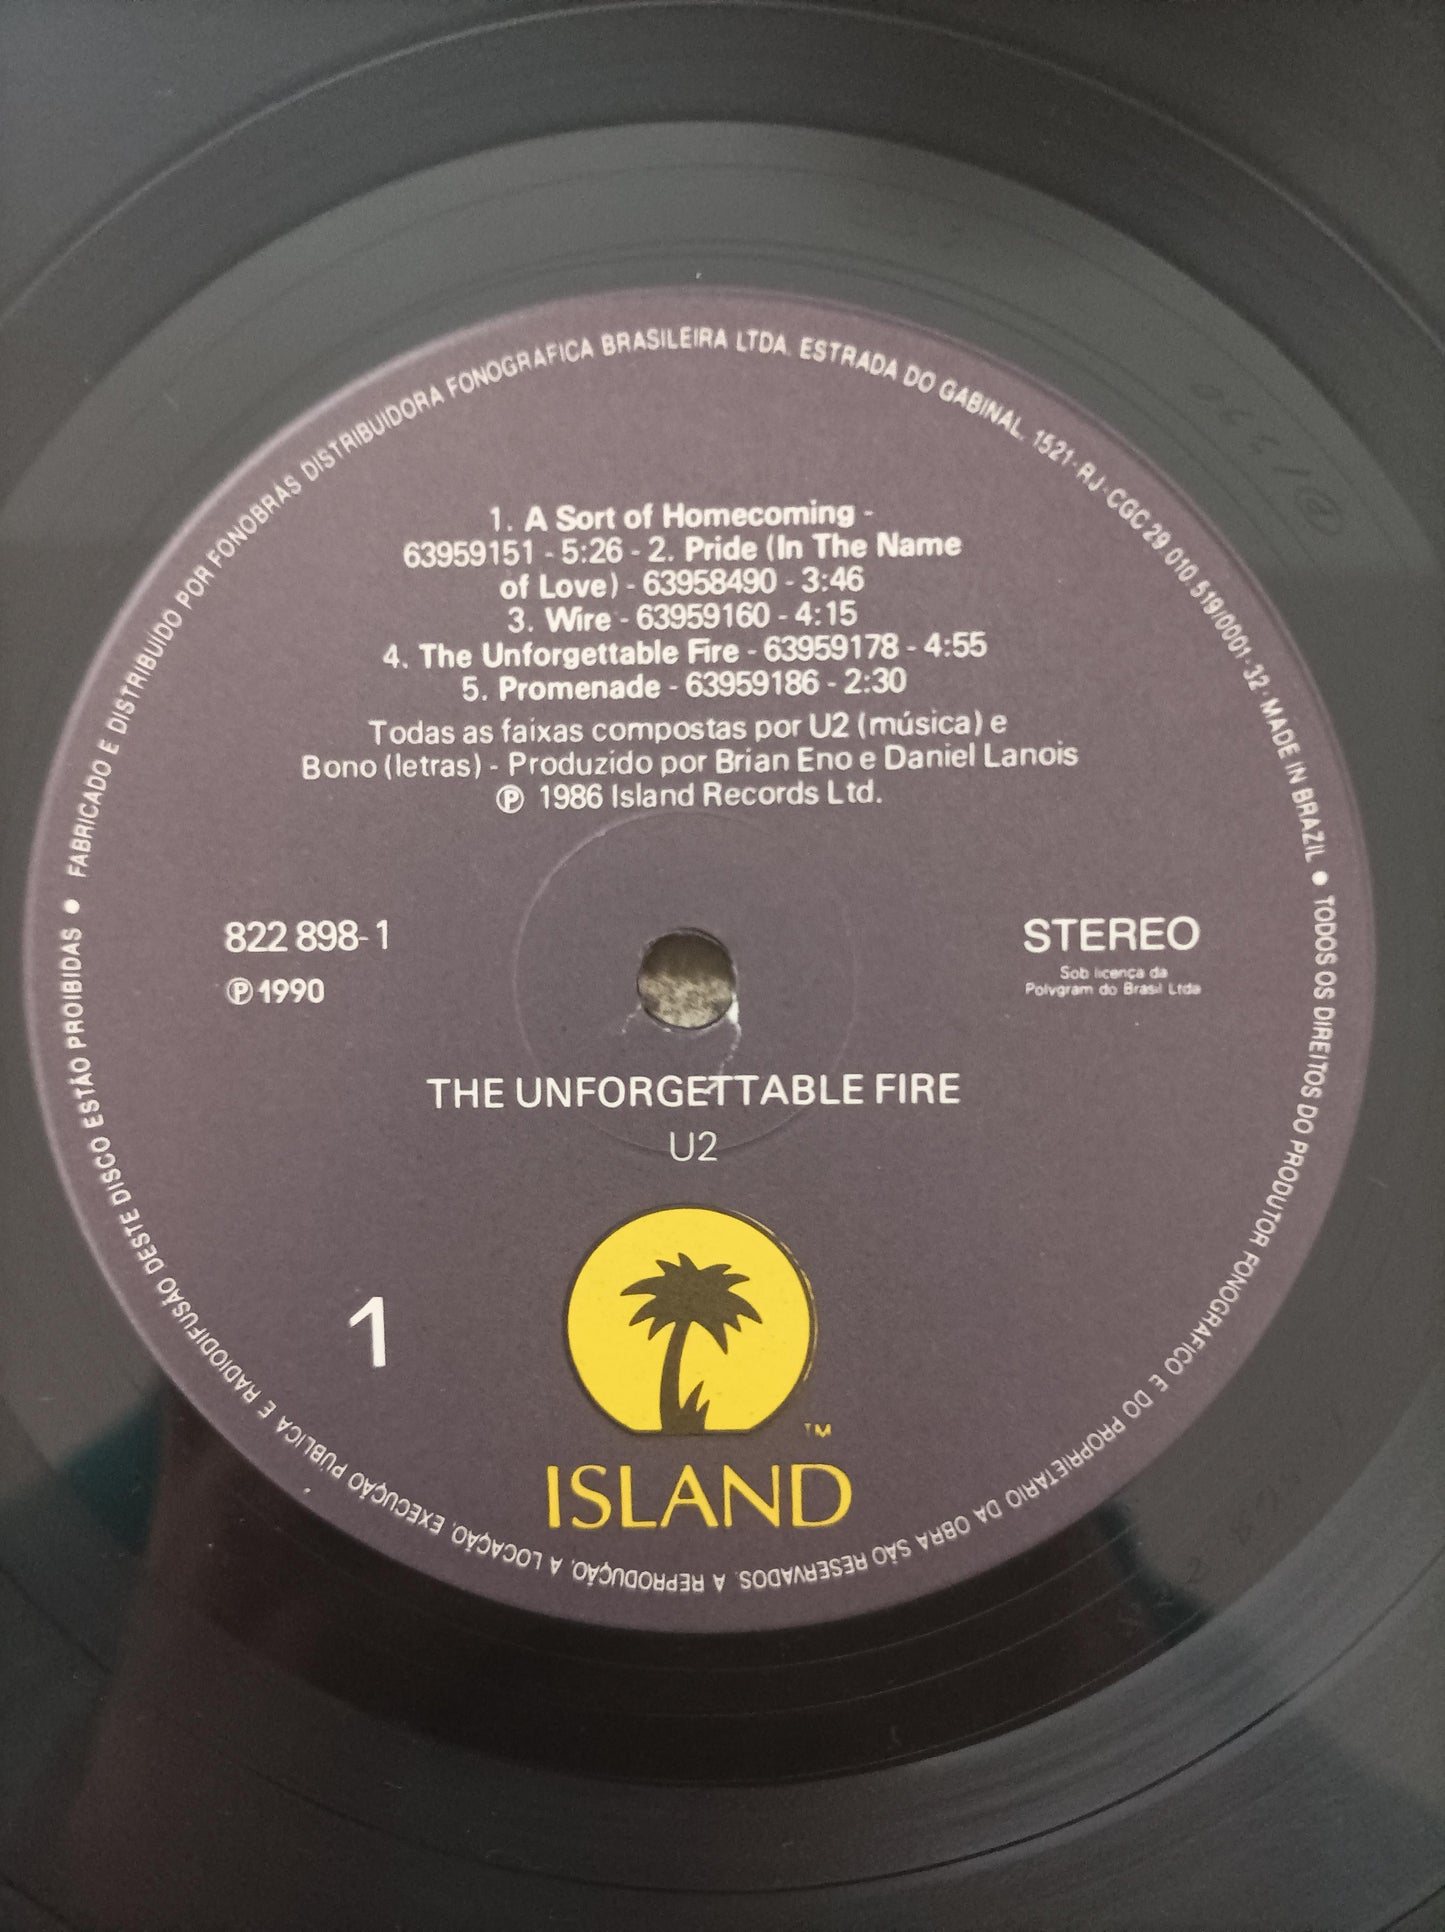 FABRICADO E DISTRIBUIDO POR FONOBRÁS DISTRIBUIDORA FONOGRAFICA BRASILEIRA LTDA. ESTRADA DO GABINAL, 1521 - RJ - CGC 29.010.519/0001-32 - MADE IN BRAZIL ● TODOS OS DIREITOS DO PRODUTOR FONOGRAFICO E DO PROPRIETARIO DA OBRA SÃO RESERVADOS. A REPRODUÇÃO, A LOCAÇÃO, EXECUÇÃO PÚBLICA E RADIODIFUSÃO DESTE DISCO ESTÃO PROIBIDAS ●
1. A Sort of Homecoming -
63959151 - 5:26 - 2. Pride (In The Name
of Love) - 63958490 - 3:46
3. Wire - 63959160 - 4:15
4. The Unforgettable Fire - 63959178 - 4:55
5. Promenade - 63959186 - 2:30
Todas as faixas compostas por U2 (música) e
Bono (letras) - Produzido por Brian Eno e Daniel Lanois
℗ 1986 Island Records Ltd.
822 898-1
℗ 1990
STEREO
Sob licença da
Polygram do Brasil Ltda
THE UNFORGETTABLE FIRE
U2
1
TM
ISLAND